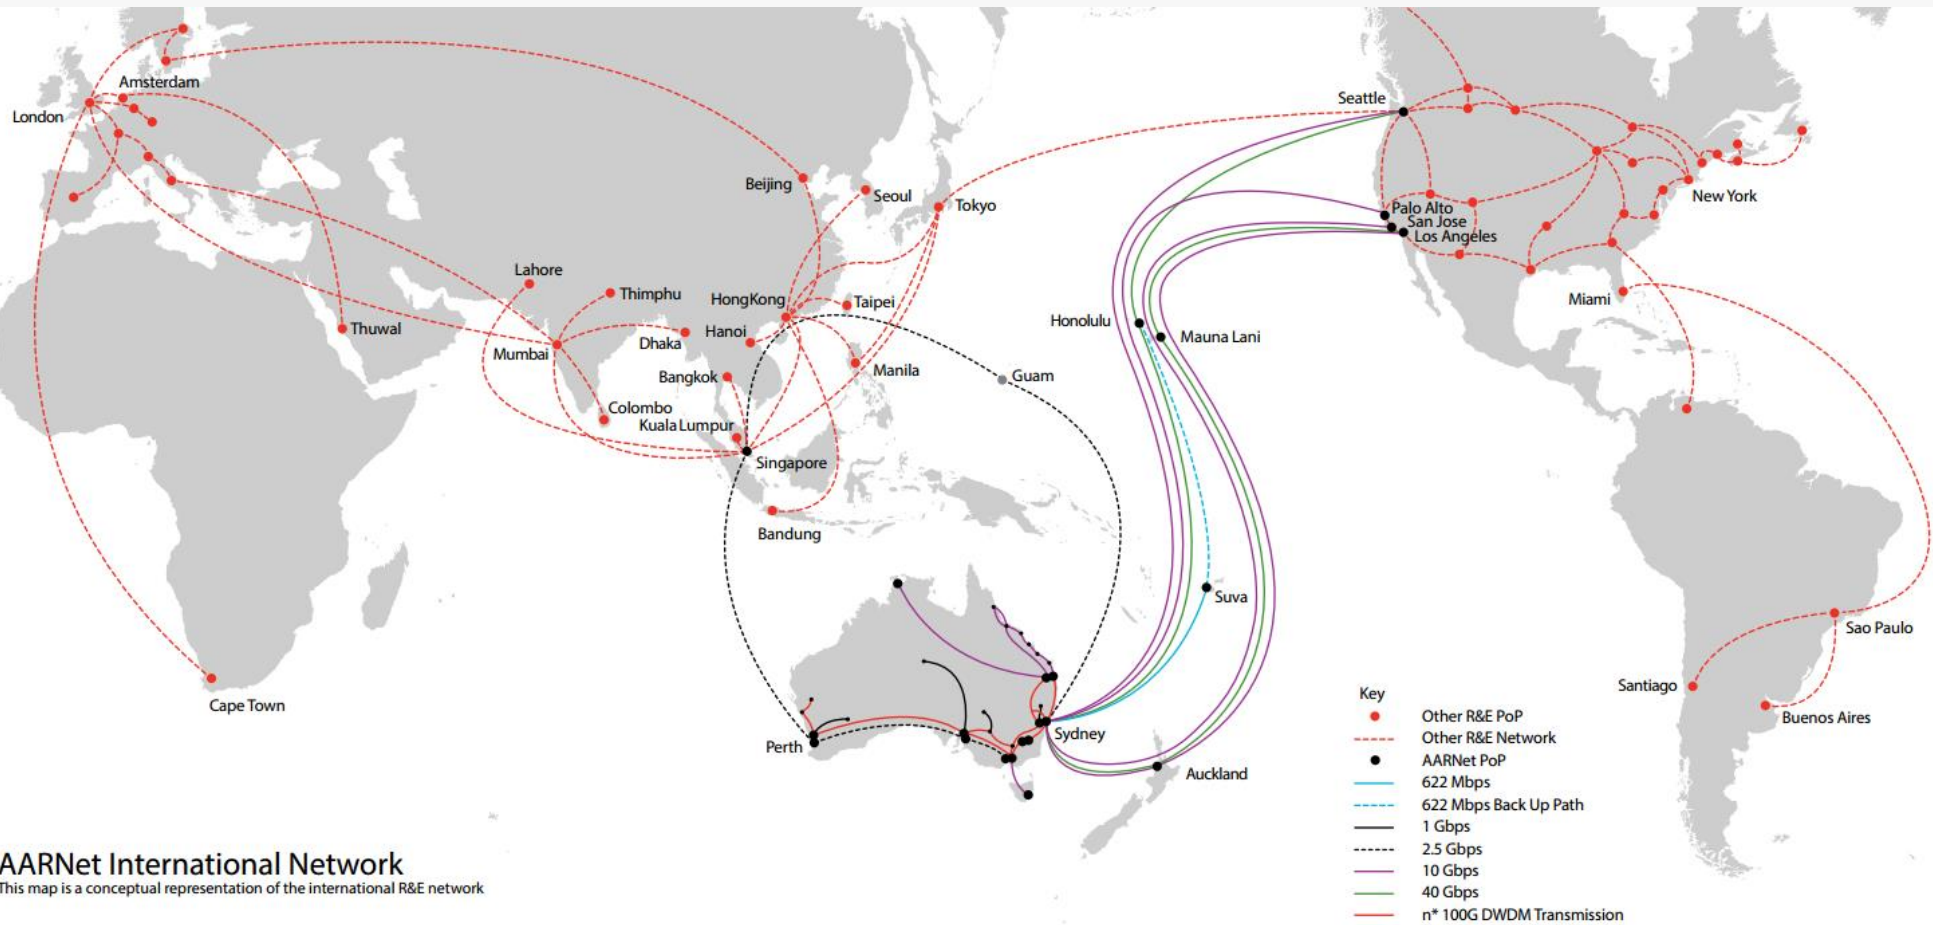 Amsterdam
London
Seattle
Beijing
Seoul
Tokyo
New York
Palo Alto
San Jose
Los Angeles
Lahore
Thimphu
HongKong
Taipei
Miami
Thuwal
Honolulu
Mauna Lani
Hanoi
Dhaka
Mumbai
Manila
Guam
Bangkok
Colombo
Kuala Lumpur
Singapore
Bandung
Suva
Sao Paulo
Cape Town
Santiago
Buenos Aires
Perth
Sydney
Auckland
Key
Other R&E PoP
Other R&E Network
AARNet PoP
622 Mbps
622 Mbps Back Up Path
1 Gbps
2.5 Gbps
10 Gbps
40 Gbps
n* 100G DWDM Transmission
AARNet International Network
This map is a conceptual representation of the international R&E network